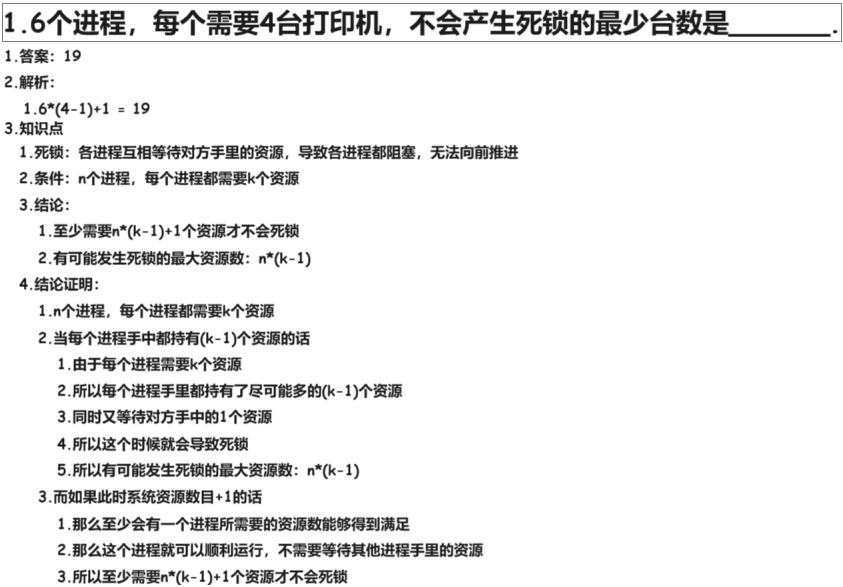 1.6个进程，每个需要4台打印机，不会产生死锁的最少台数是_______.
1.答案：19
2.解析：
1.6*(4-1)+1 = 19
3.知识点
1.死锁：各进程互相等待对方手里的资源，导致各进程都阻塞，无法向前推进
2.条件：n个进程，每个进程都需要k个资源
3.结论：
1.至少需要n*(k-1)+1个资源才不会死锁
2.有可能发生死锁的最大资源数：n*(k-1)
4.结论证明：
1.n个进程，每个进程都需要k个资源
2.当每个进程手中都持有(k-1)个资源的话
1.由于每个进程需要k个资源
2.所以每个进程手里都持有了尽可能多的(k-1)个资源
3.同时又等待对方手中的1个资源
4.所以这个时候就会导致死锁
5.所以有可能发生死锁的最大资源数：n*(k-1)
3.而如果此时系统资源数目+1的话
1.那么至少会有一个进程所需要的资源数能够得到满足
2.那么这个进程就可以顺利运行，不需要等待其他进程手里的资源
3.所以至少需要n*(k-1)+1个资源才不会死锁